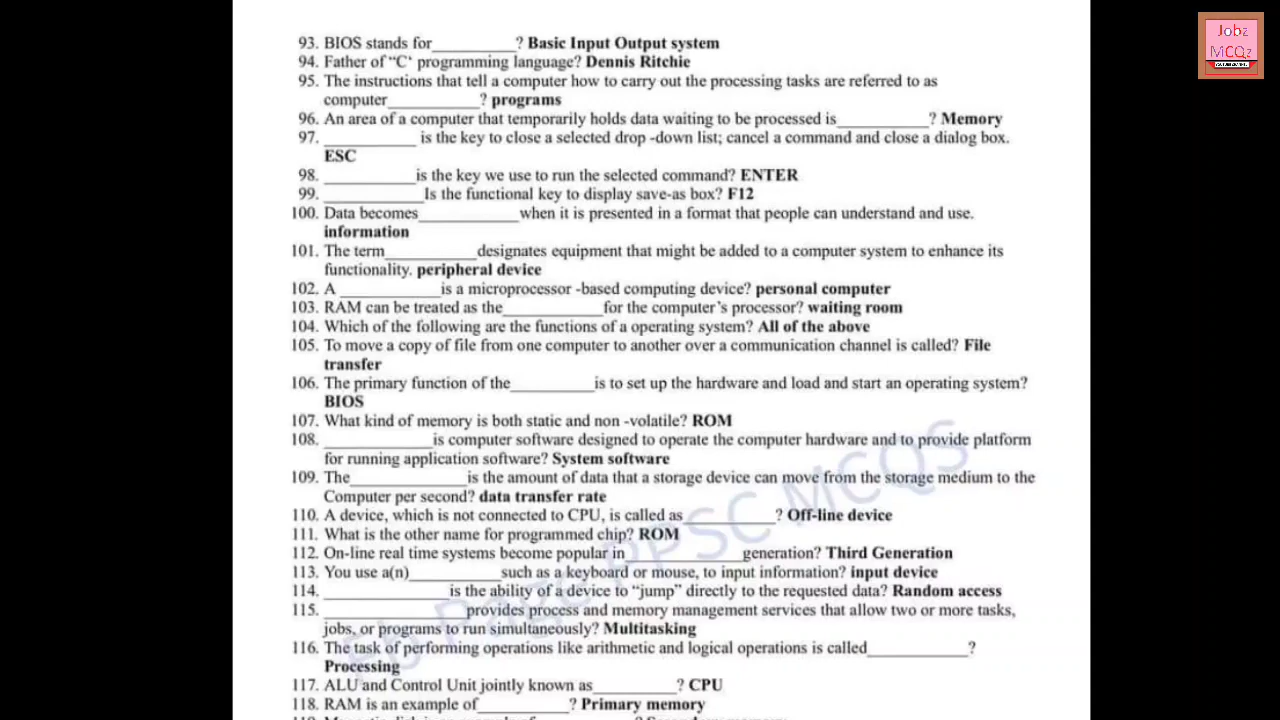 Jobz
MCQz
93. BIOS stands for__________? Basic Input Output system
94. Father of "C' programming language? Dennis Ritchie
95. The instructions that tell a computer how to carry out the processing tasks are referred to as
computer___________? programs
96. An area of a computer that temporarily holds data waiting to be processed is___________? Memory
97. ___________ is the key to close a selected drop -down list; cancel a command and close a dialog box.
ESC
98. ___________is the key we use to run the selected command? ENTER
99. ____________Is the functional key to display save-as box? F12
100. Data becomes____________when it is presented in a format that people can understand and use.
information
101. The term___________designates equipment that might be added to a computer system to enhance its
functionality. peripheral device
102. A ____________is a microprocessor -based computing device? personal computer
103. RAM can be treated as the____________for the computer's processor? waiting room
104. Which of the following are the functions of a operating system? All of the above
105. To move a copy of file from one computer to another over a communication channel is called? File
transfer
106. The primary function of the__________is to set up the hardware and load and start an operating system?
BIOS
107. What kind of memory is both static and non -volatile? ROM
108. _____________is computer software designed to operate the computer hardware and to provide platform
for running application software? System software
109. The______________is the amount of data that a storage device can move from the storage medium to the
Computer per second? data transfer rate
110. A device, which is not connected to CPU, is called as ___________? Off-line device
111. What is the other name for programmed chip? ROM
112. On-line real time systems become popular in ______________generation? Third Generation
113. You use a(n)___________such as a keyboard or mouse, to input information? input device
114. _______________ is the ability of a device to "jump" directly to the requested data? Random access
115. _________________provides process and memory management services that allow two or more tasks,
jobs, or programs to run simultaneously? Multitasking
116. The task of performing operations like arithmetic and logical operations is called____________?
Processing
117. ALU and Control Unit jointly known as__________? CPU
118. RAM is an example of___________? Primary memory
Fb Page PPSC MCQS